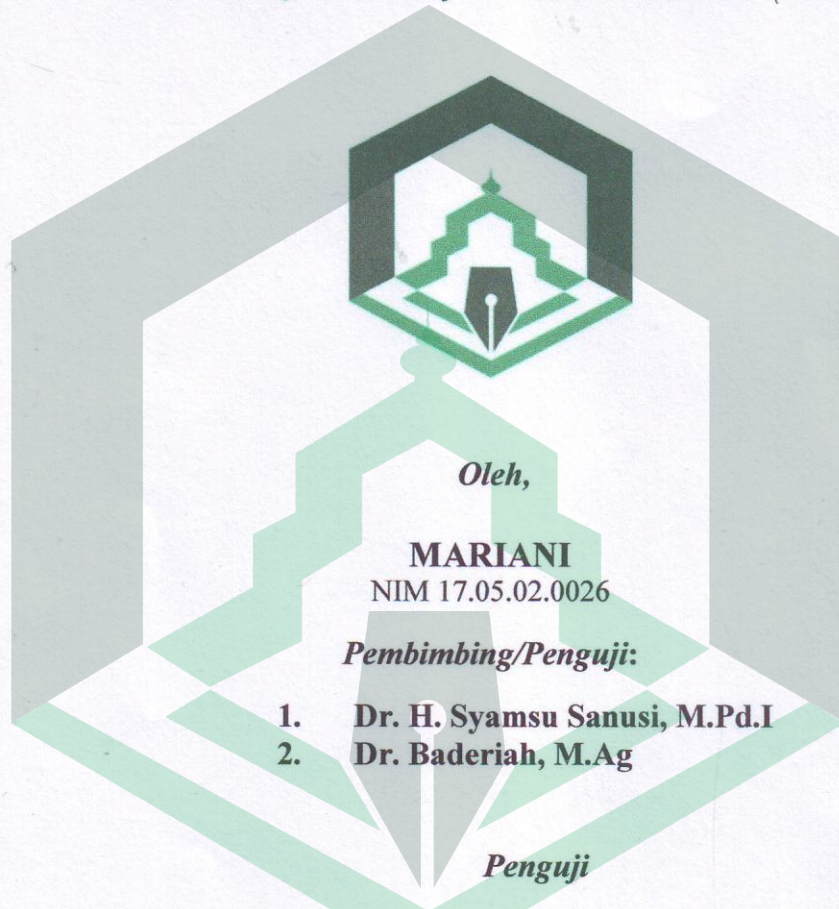 Oleh,
MARIANI
NIM 17.05.02.0026
Pembimbing/Penguji:
1. Dr. H. Syamsu Sanusi, M.Pd.I
2. Dr. Baderiah, M.Ag
Penguji